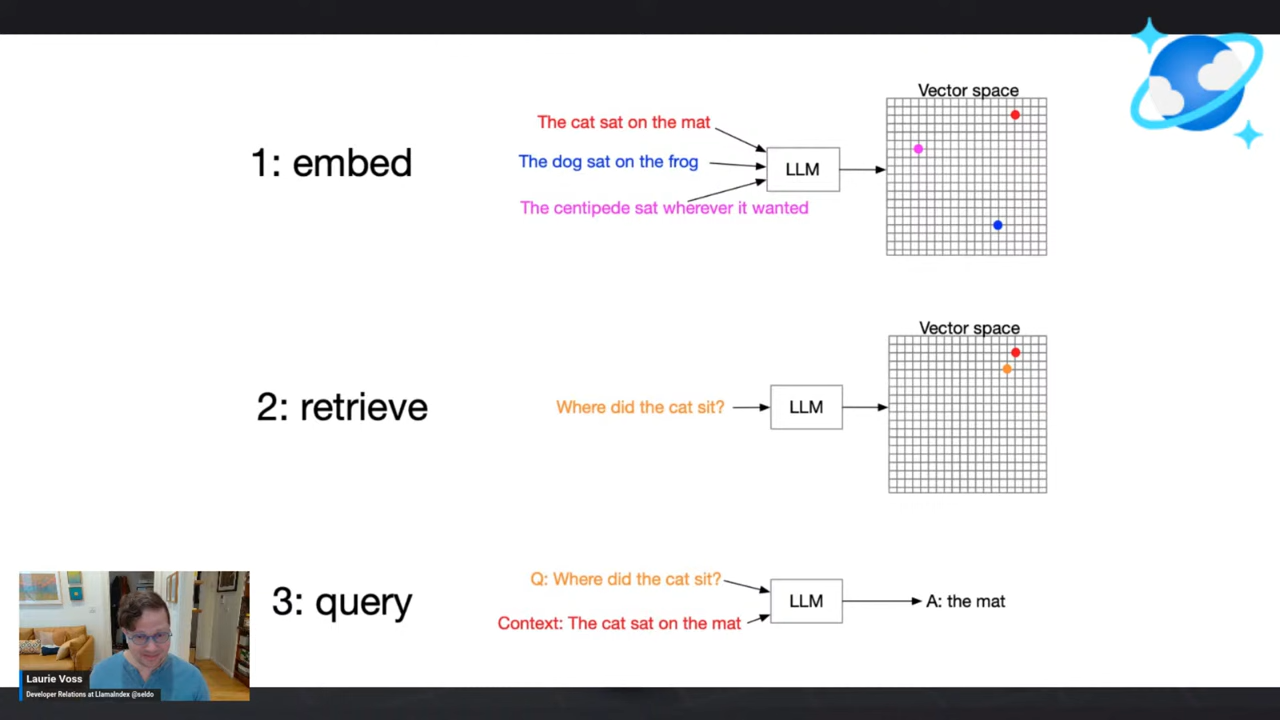 Vector space
The cat sat on the mat
1: embed
The dog sat on the frog
LLM
The centipede sat wherever it wanted
Vector space
2: retrieve
Where did the cat sit?
LLM
3: query
Q: Where did the cat sit?
LLM
A: the mat
Context: The cat sat on the mat
Laurie Voss
Developer Relations at LlamaIndex @seldo